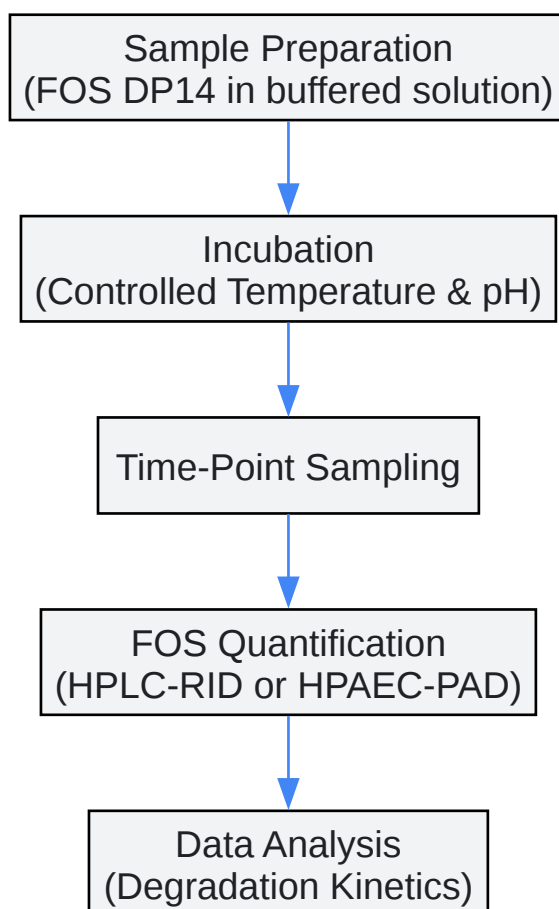 Sample Preparation
(FOS DP14 in buffered solution)
Incubation
(Controlled Temperature & pH)
Time-Point Sampling
FOS Quantification
(HPLC-RID or HPAEC-PAD)
Data Analysis
(Degradation Kinetics)